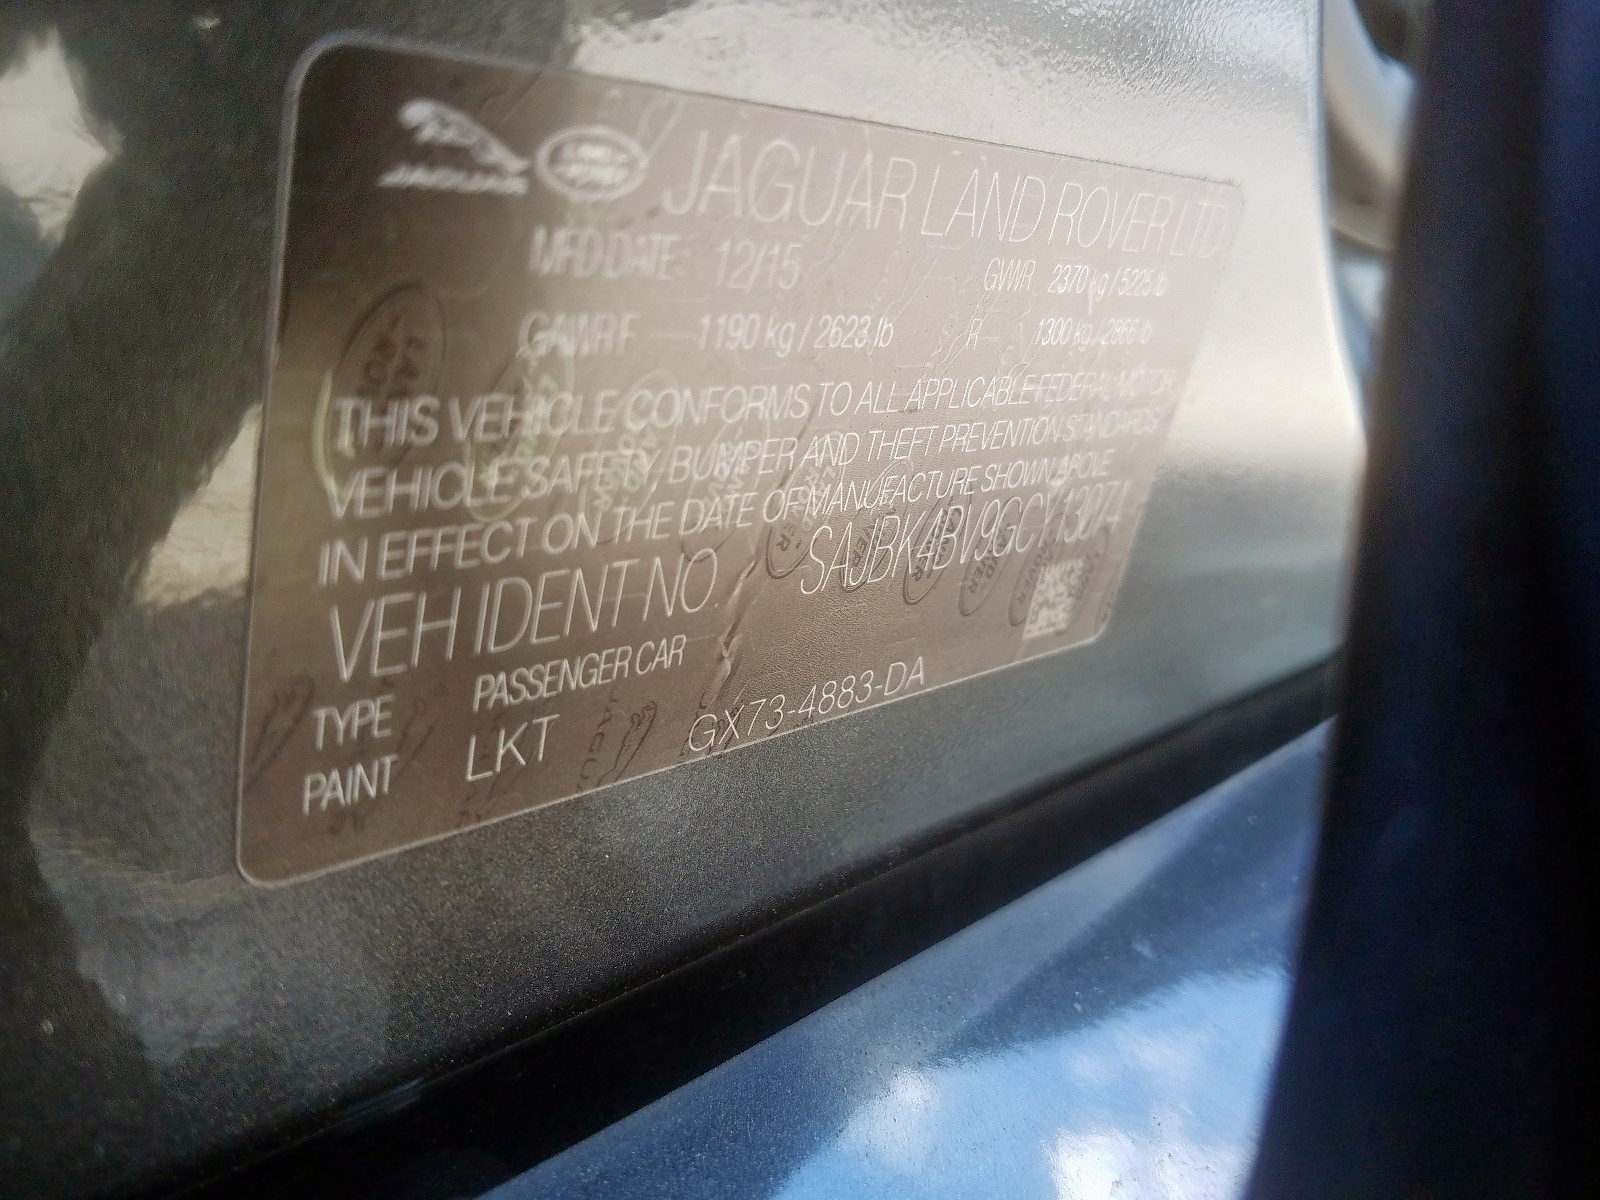 JAGUAR LAND ROVER JAGUAR LAND ROVER LTD
MFD-DATE: 12/15 GVWR 2370 kg / 5225 lb
GAWR F 1190 kg / 2623 lb R 1300 kg / 2866 lb
THIS VEHICLE CONFORMS TO ALL APPLICABLE FEDERAL MOTOR
VEHICLE SAFETY, BUMPER AND THEFT PREVENTION STANDARDS
IN EFFECT ON THE DATE OF MANUFACTURE SHOWN ABOVE
VEH IDENT NO. SAJBK4BV9GCY13074
TYPE PASSENGER CAR
PAINT LKT GX73-4883-DA